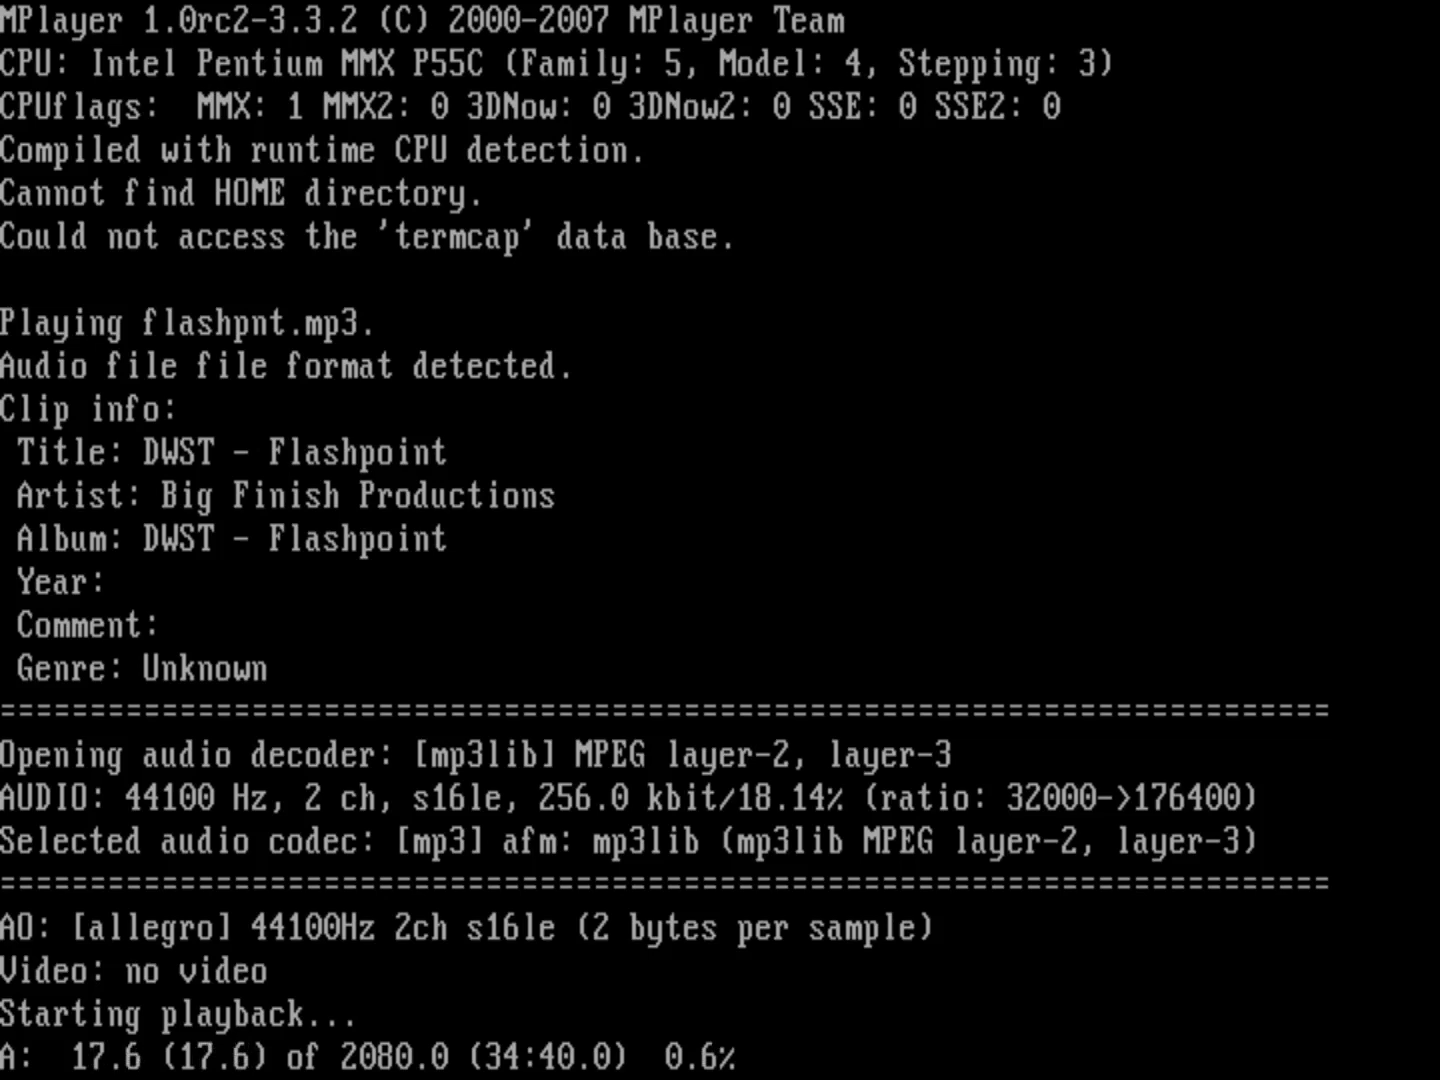 MPlayer 1.0rc2-3.3.2 (C) 2000-2007 MPlayer Team
CPU: Intel Pentium MMX P55C (Family: 5, Model: 4, Stepping: 3)
CPUflags:  MMX: 1 MMX2: 0 3DNow: 0 3DNow2: 0 SSE: 0 SSE2: 0
Compiled with runtime CPU detection.
Cannot find HOME directory.
Could not access the 'termcap' data base.

Playing flashpnt.mp3.
Audio file file format detected.
Clip info:
 Title: DWST - Flashpoint
 Artist: Big Finish Productions
 Album: DWST - Flashpoint
 Year:
 Comment:
 Genre: Unknown
==========================================================================
Opening audio decoder: [mp3lib] MPEG layer-2, layer-3
AUDIO: 44100 Hz, 2 ch, s16le, 256.0 kbit/18.14% (ratio: 32000->176400)
Selected audio codec: [mp3] afm: mp3lib (mp3lib MPEG layer-2, layer-3)
==========================================================================
AO: [allegro] 44100Hz 2ch s16le (2 bytes per sample)
Video: no video
Starting playback...
A:  17.6 (17.6) of 2080.0 (34:40.0)  0.6%